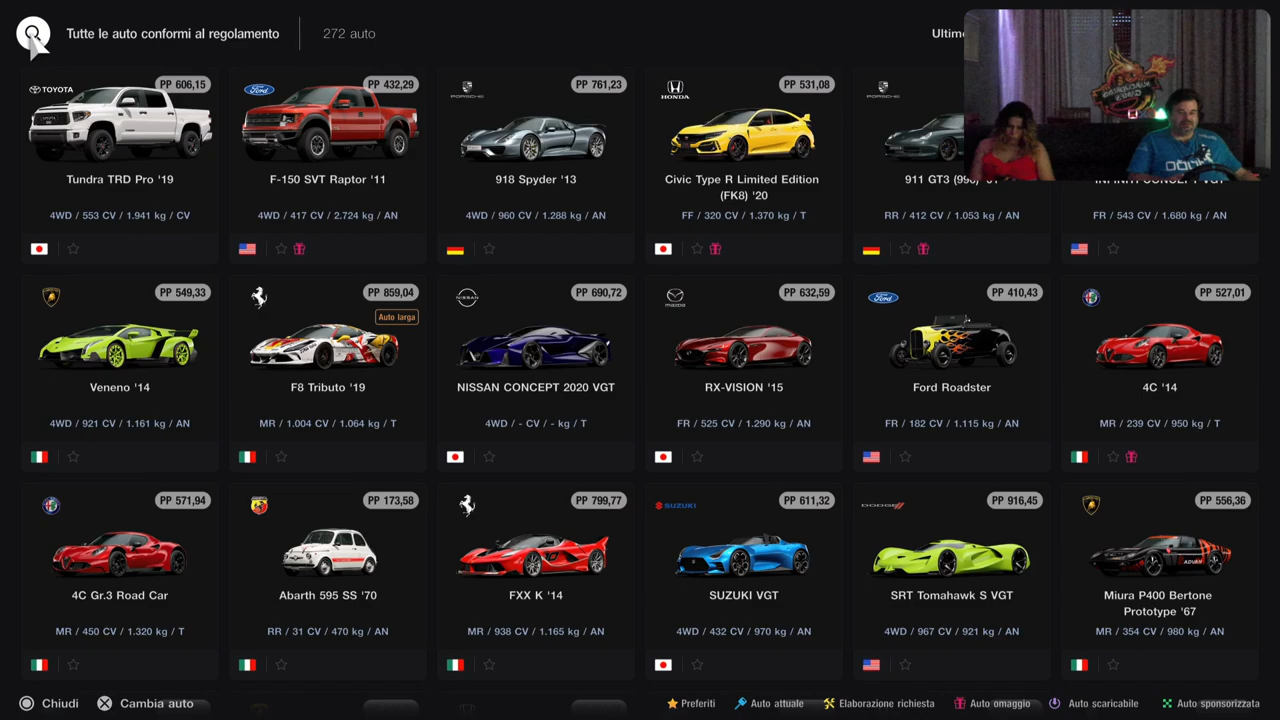 Tutte le auto conformi al regolamento
272 auto
Ultime
TOYOTA
PP 606,15
Tundra TRD Pro '19
4WD / 553 CV / 1.941 kg / CV
Ford
PP 432,29
F-150 SVT Raptor '11
4WD / 417 CV / 2.724 kg / AN
PORSCHE
PP 761,23
918 Spyder '13
4WD / 960 CV / 1.288 kg / AN
HONDA
PP 531,08
Civic Type R Limited Edition
(FK8) '20
FF / 320 CV / 1.370 kg / T
PORSCHE
911 GT3
RR / 412 CV / 1.053 kg / AN
INFINITI CONCEPT VGT
FR / 543 CV / 1.680 kg / AN
PP 549,33
Veneno '14
4WD / 921 CV / 1.161 kg / AN
PP 859,04
Auto larga
F8 Tributo '19
MR / 1.004 CV / 1.064 kg / T
NISSAN
PP 690,72
NISSAN CONCEPT 2020 VGT
4WD / - CV / - kg / T
mazda
PP 632,59
RX-VISION '15
FR / 525 CV / 1.290 kg / AN
Ford
PP 410,43
Ford Roadster
FR / 182 CV / 1.115 kg / AN
PP 527,01
4C '14
MR / 239 CV / 950 kg / T
PP 571,94
4C Gr.3 Road Car
MR / 450 CV / 1.320 kg / T
PP 173,58
Abarth 595 SS '70
RR / 31 CV / 470 kg / AN
PP 799,77
FXX K '14
MR / 938 CV / 1.165 kg / AN
SUZUKI
PP 611,32
SUZUKI VGT
4WD / 432 CV / 970 kg / AN
DODGE
PP 916,45
SRT Tomahawk S VGT
4WD / 967 CV / 921 kg / AN
PP 556,36
ADVAN
Miura P400 Bertone
Prototype '67
MR / 354 CV / 980 kg / AN
Chiudi
Cambia auto
Preferiti
Auto attuale
Elaborazione richiesta
Auto omaggio
Auto scaricabile
Auto sponsorizzata